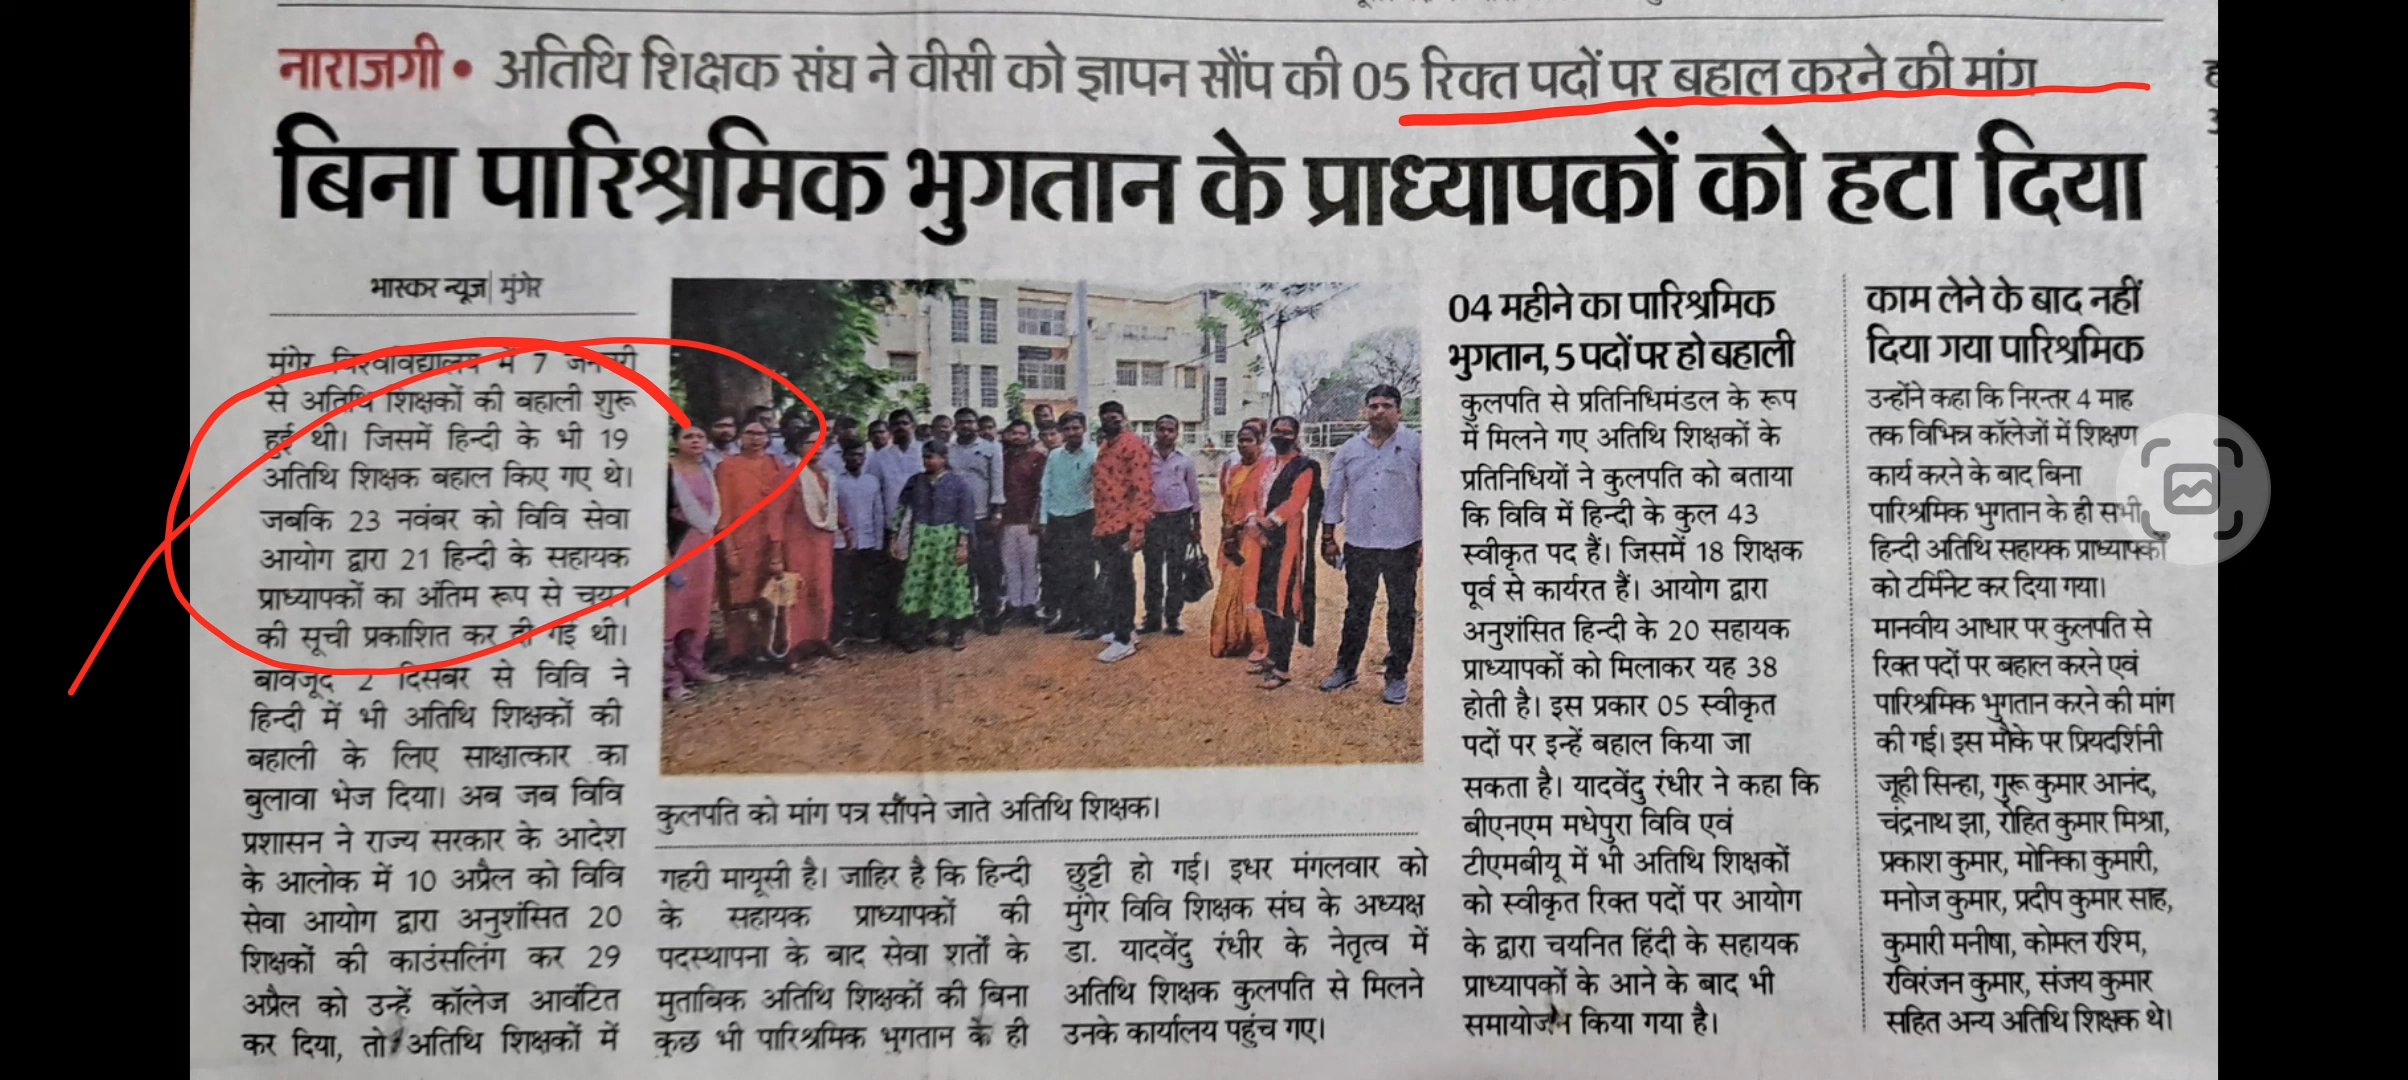 नाराजगी • अतिथि शिक्षक संघ ने वीसी को ज्ञापन सौंप की 05 रिक्त पदों पर बहाल करने की मांग
बिना पारिश्रमिक भुगतान के प्राध्यापकों को हटा दिया
भास्कर न्यूज| मुंगेर
मुंगेर विश्वविद्यालय में 7 जनवरी
से अतिथि शिक्षकों की बहाली शुरू
हुई थी। जिसमें हिन्दी के भी 19
अतिथि शिक्षक बहाल किए गए थे।
जबकि 23 नवंबर को विवि सेवा
आयोग द्वारा 21 हिन्दी के सहायक
प्राध्यापकों का अंतिम रूप से चयन
की सूची प्रकाशित कर दी गई थी।
बावजूद 2 दिसंबर से विवि ने
हिन्दी में भी अतिथि शिक्षकों की
बहाली के लिए साक्षात्कार का
बुलावा भेज दिया। अब जब विवि
प्रशासन ने राज्य सरकार के आदेश
के आलोक में 10 अप्रैल को विवि
सेवा आयोग द्वारा अनुशंसित 20
शिक्षकों की काउंसलिंग कर 29
अप्रैल को उन्हें कॉलेज आवंटित
कर दिया, तो अतिथि शिक्षकों में
कुलपति को मांग पत्र सौंपने जाते अतिथि शिक्षक।
गहरी मायूसी है। जाहिर है कि हिन्दी
के सहायक प्राध्यापकों की
पदस्थापना के बाद सेवा शर्तों के
मुताबिक अतिथि शिक्षकों की बिना
कुछ भी पारिश्रमिक भुगतान के ही
छुट्टी हो गई। इधर मंगलवार को
मुंगेर विवि शिक्षक संघ के अध्यक्ष
डा. यादवेंदु रंधीर के नेतृत्व में
अतिथि शिक्षक कुलपति से मिलने
उनके कार्यालय पहुंच गए।
04 महीने का पारिश्रमिक
भुगतान, 5 पदों पर हो बहाली
कुलपति से प्रतिनिधिमंडल के रूप
में मिलने गए अतिथि शिक्षकों के
प्रतिनिधियों ने कुलपति को बताया
कि विवि में हिन्दी के कुल 43
स्वीकृत पद हैं। जिसमें 18 शिक्षक
पूर्व से कार्यरत हैं। आयोग द्वारा
अनुशंसित हिन्दी के 20 सहायक
प्राध्यापकों को मिलाकर यह 38
होती है। इस प्रकार 05 स्वीकृत
पदों पर इन्हें बहाल किया जा
सकता है। यादवेंदु रंधीर ने कहा कि
बीएनएम मधेपुरा विवि एवं
टीएमबीयू में भी अतिथि शिक्षकों
को स्वीकृत रिक्त पदों पर आयोग
के द्वारा चयनित हिंदी के सहायक
प्राध्यापकों के आने के बाद भी
समायोजन किया गया है।
काम लेने के बाद नहीं
दिया गया पारिश्रमिक
उन्होंने कहा कि निरन्तर 4 माह
तक विभिन्न कॉलेजों में शिक्षण
कार्य करने के बाद बिना
पारिश्रमिक भुगतान के ही सभी
हिन्दी अतिथि सहायक प्राध्यापकों
को टर्मिनेट कर दिया गया।
मानवीय आधार पर कुलपति से
रिक्त पदों पर बहाल करने एवं
पारिश्रमिक भुगतान करने की मांग
की गई। इस मौके पर प्रियदर्शिनी
जूही सिन्हा, गुरू कुमार आनंद,
चंद्रनाथ झा, रोहित कुमार मिश्रा,
प्रकाश कुमार, मोनिका कुमारी,
मनोज कुमार, प्रदीप कुमार साह,
कुमारी मनीषा, कोमल रश्मि,
रविरंजन कुमार, संजय कुमार
सहित अन्य अतिथि शिक्षक थे।